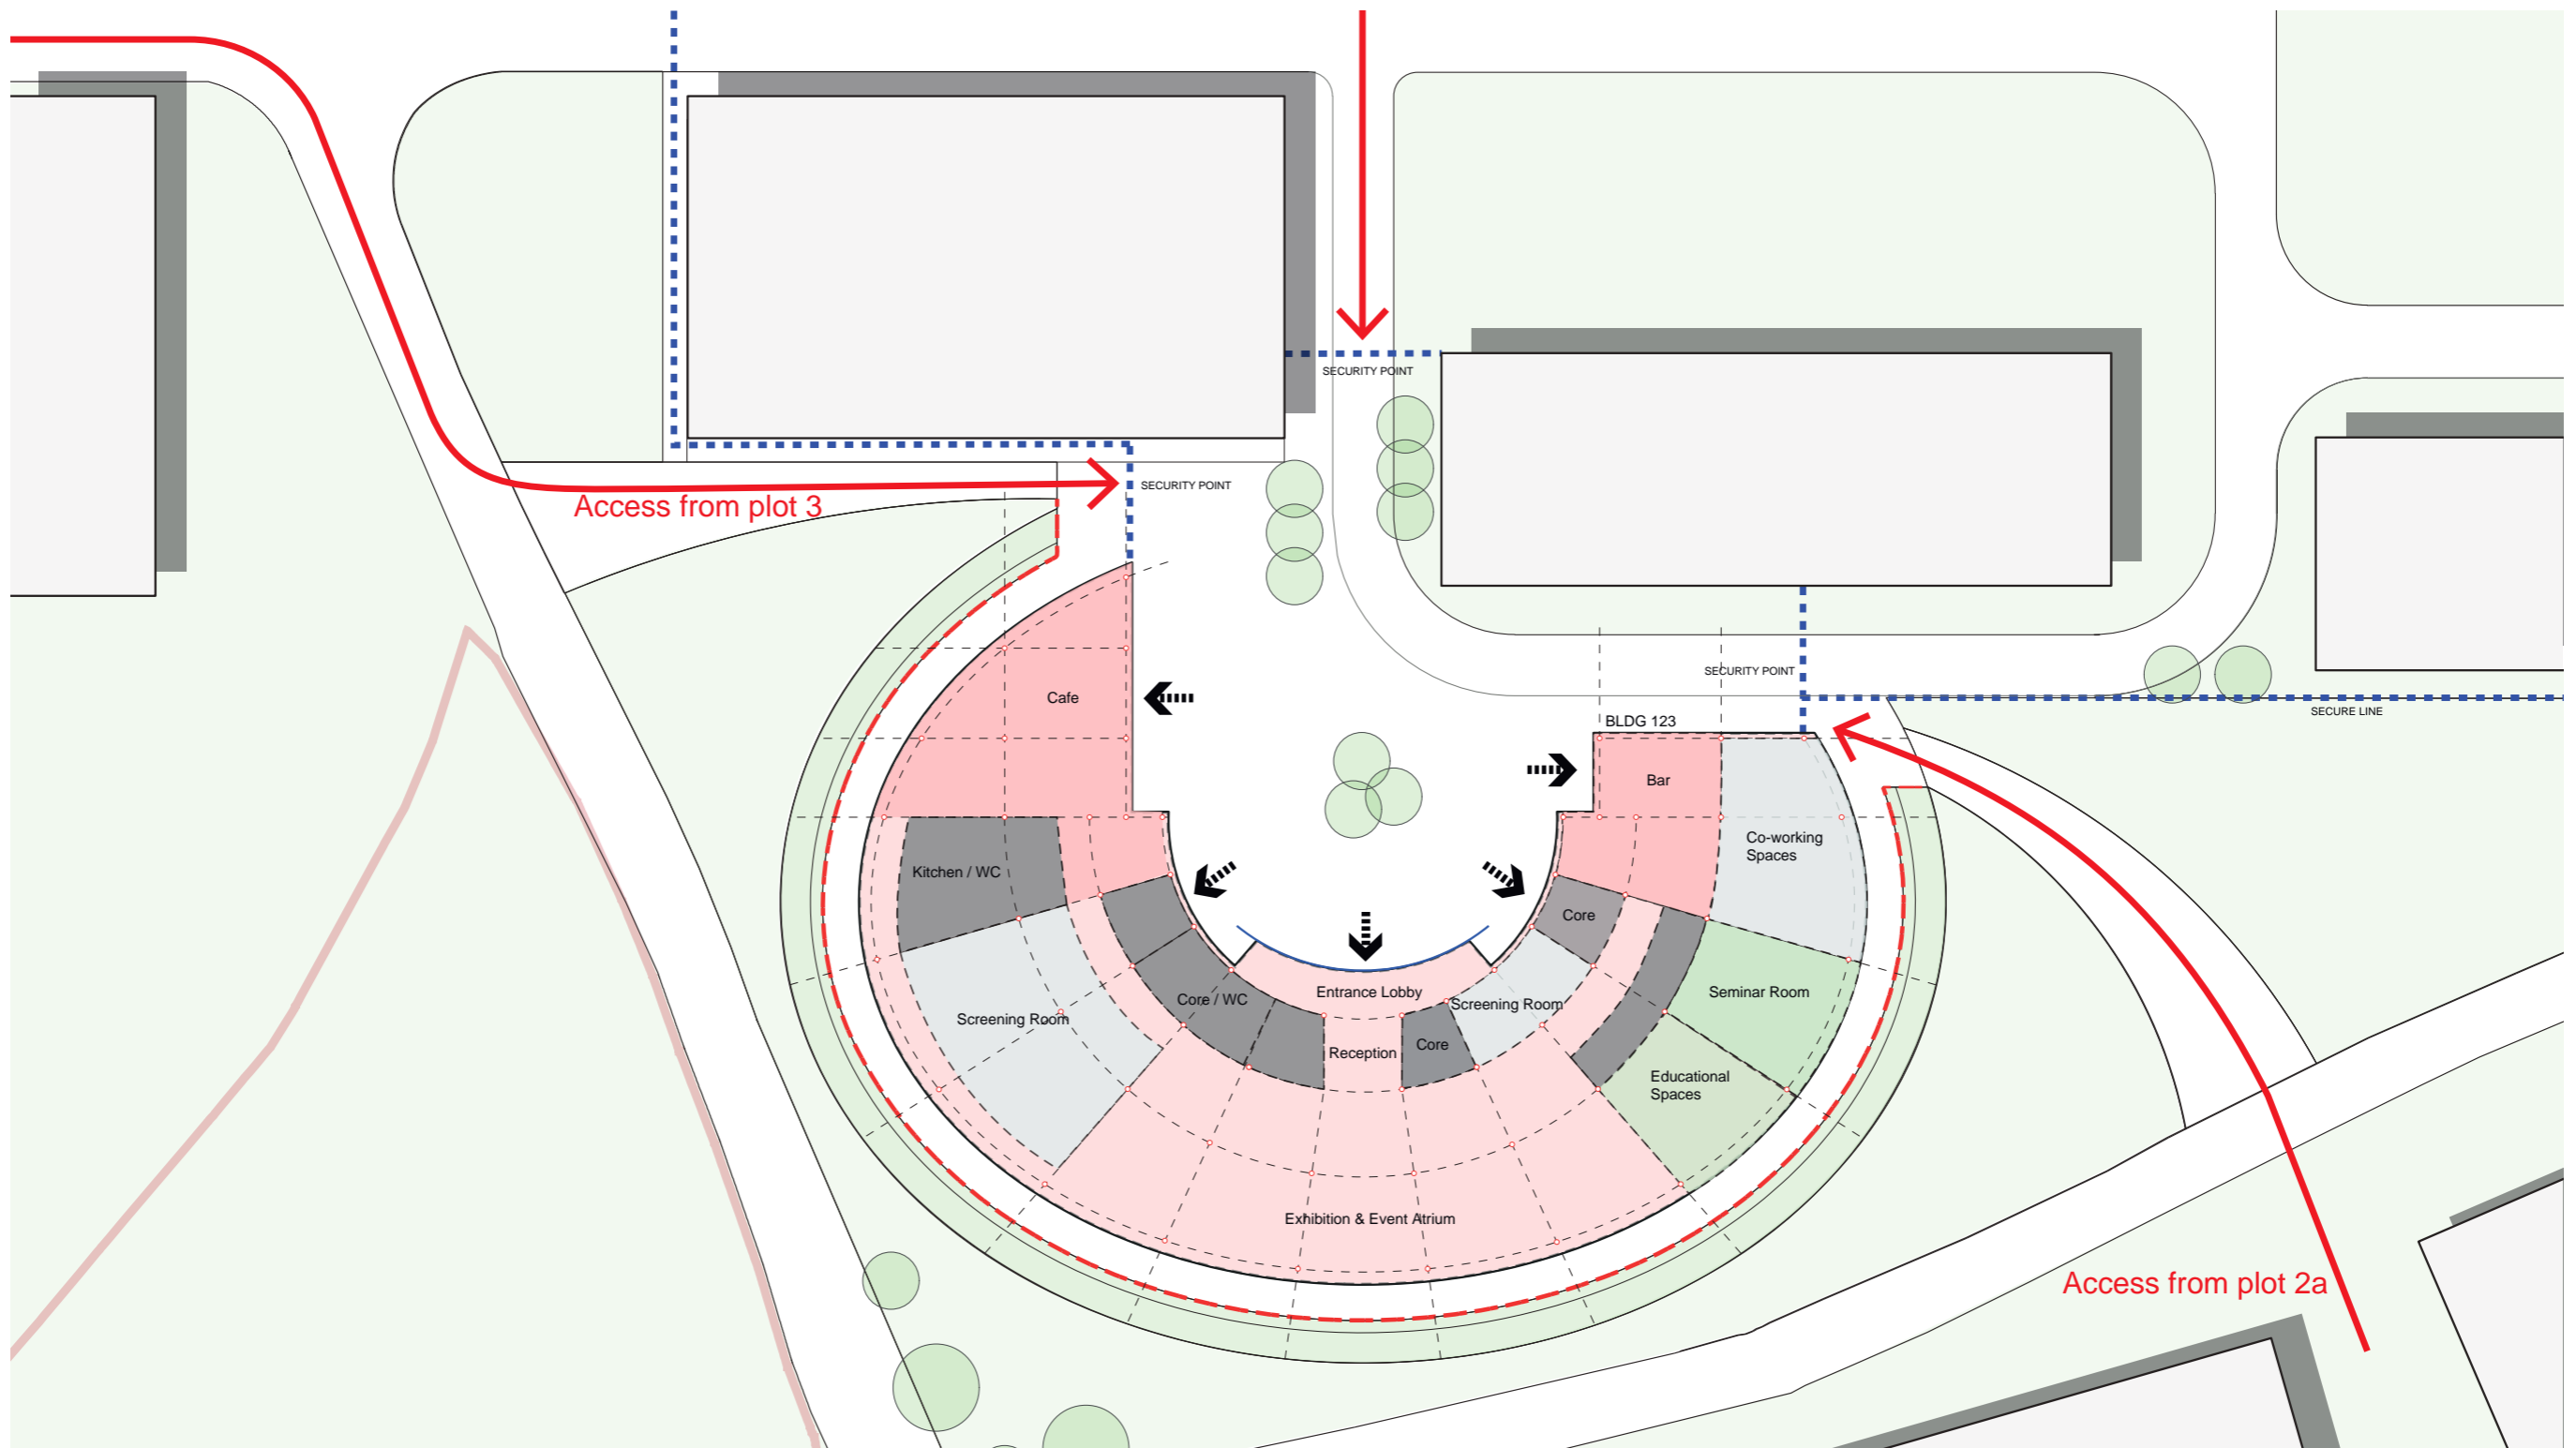 SECURITY POINT
SECURITY POINT
Access from plot 3
SECURITY POINT
Cafe
SECURE LINE
BLDG 123
Bar
Co-working
Spaces
Kitchen / WC
Core
Entrance Lobby
Seminar Room
Core / WC
Screening Room
Screening Room
Core
Reception
Educational
Spaces
Exhibition & Event Atrium
Access from plot 2a